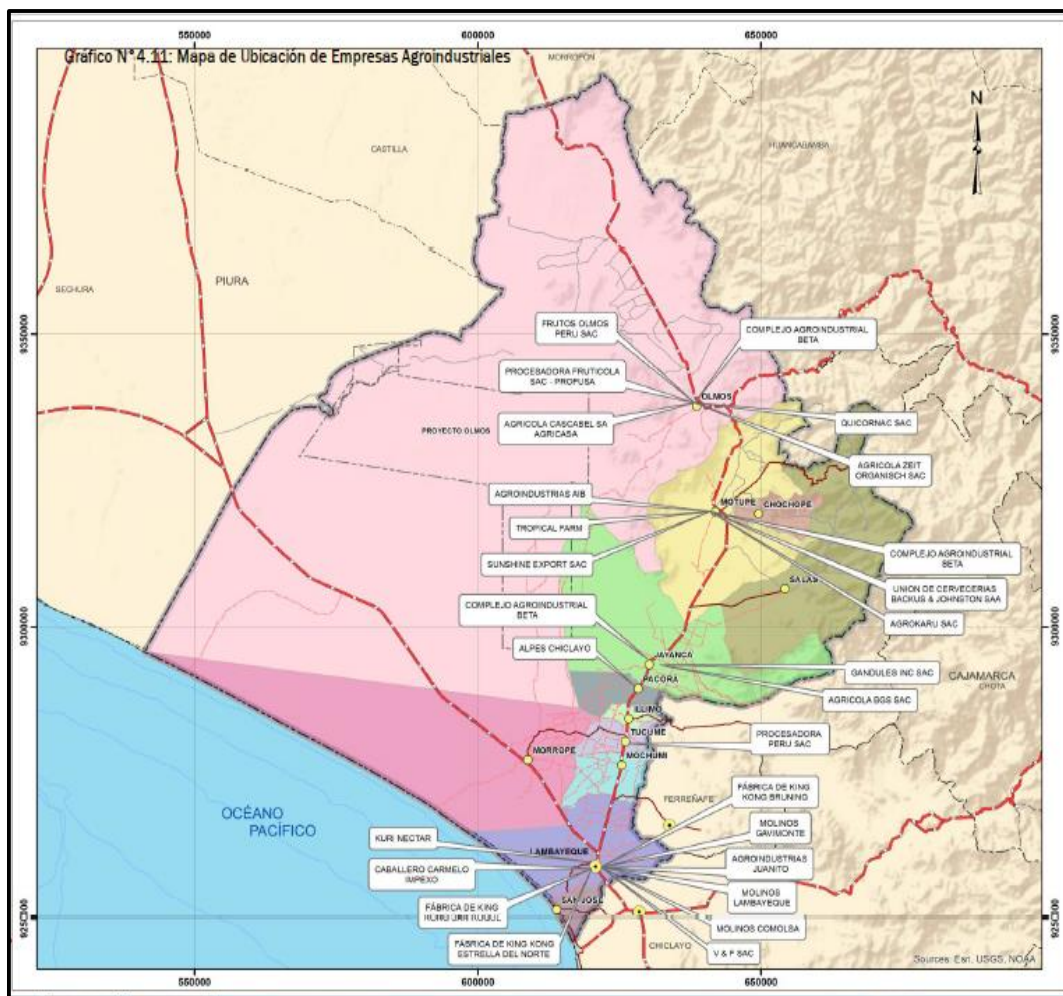 550000
600000
650000
Gráfico N°4.11: Mapa de Ubicación de Empresas Agroindustriales
MORROPÓN
N
CASTILLA
HUANCABAMBA
PIURA
SECHURA
9350000
9350000
FRUTOS OLMOS
PERU SAC
COMPLEJO AGROINDUSTRIAL
BETA
PROCESADORA FRUTICOLA
SAC - PROFUSA
OLMOS
AGRICOLA CASCABEL SA
AGRICASA
PROYECTO OLMOS
QUICORNAC SAC
AGRICOLA ZEIT
ORGANISCH SAC
AGROINDUSTRIAS AIB
MOTUPE
CHOCHOPE
TROPICAL FARM
SUNSHINE EXPORT SAC
COMPLEJO AGROINDUSTRIAL
BETA
SALAS
UNION DE CERVECERIAS
BACKUS & JOHNSTON SAA
COMPLEJO AGROINDUSTRIAL
BETA
AGROKARU SAC
9300000
9300000
ALPES CHICLAYO
JAYANCA
GANDULES INC SAC
CAJAMARCA
CHOTA
PACORA
AGRICOLA BGS SAC
ILLIMO
TUCUME
PROCESADORA
PERU SAC
MORROPE
MOCHUMI
FÁBRICA DE KING
KONG BRUNING
FERREÑAFE
OCÉANO
PACÍFICO
KURI NECTAR
LAMBAYEQUE
MOLINOS
GAVIMONTE
CABALLERO CARMELO
IMPEXO
AGROINDUSTRIAS
JUANITO
MOLINOS
LAMBAYEQUE
FÁBRICA DE KING
SAN JOSE
MOLINOS COMOLSA
FÁBRICA DE KING KONG
ESTRELLA DEL NORTE
CHICLAYO
V & F SAC
Sources: Esri, USGS, NOAA
550000
600000
650000